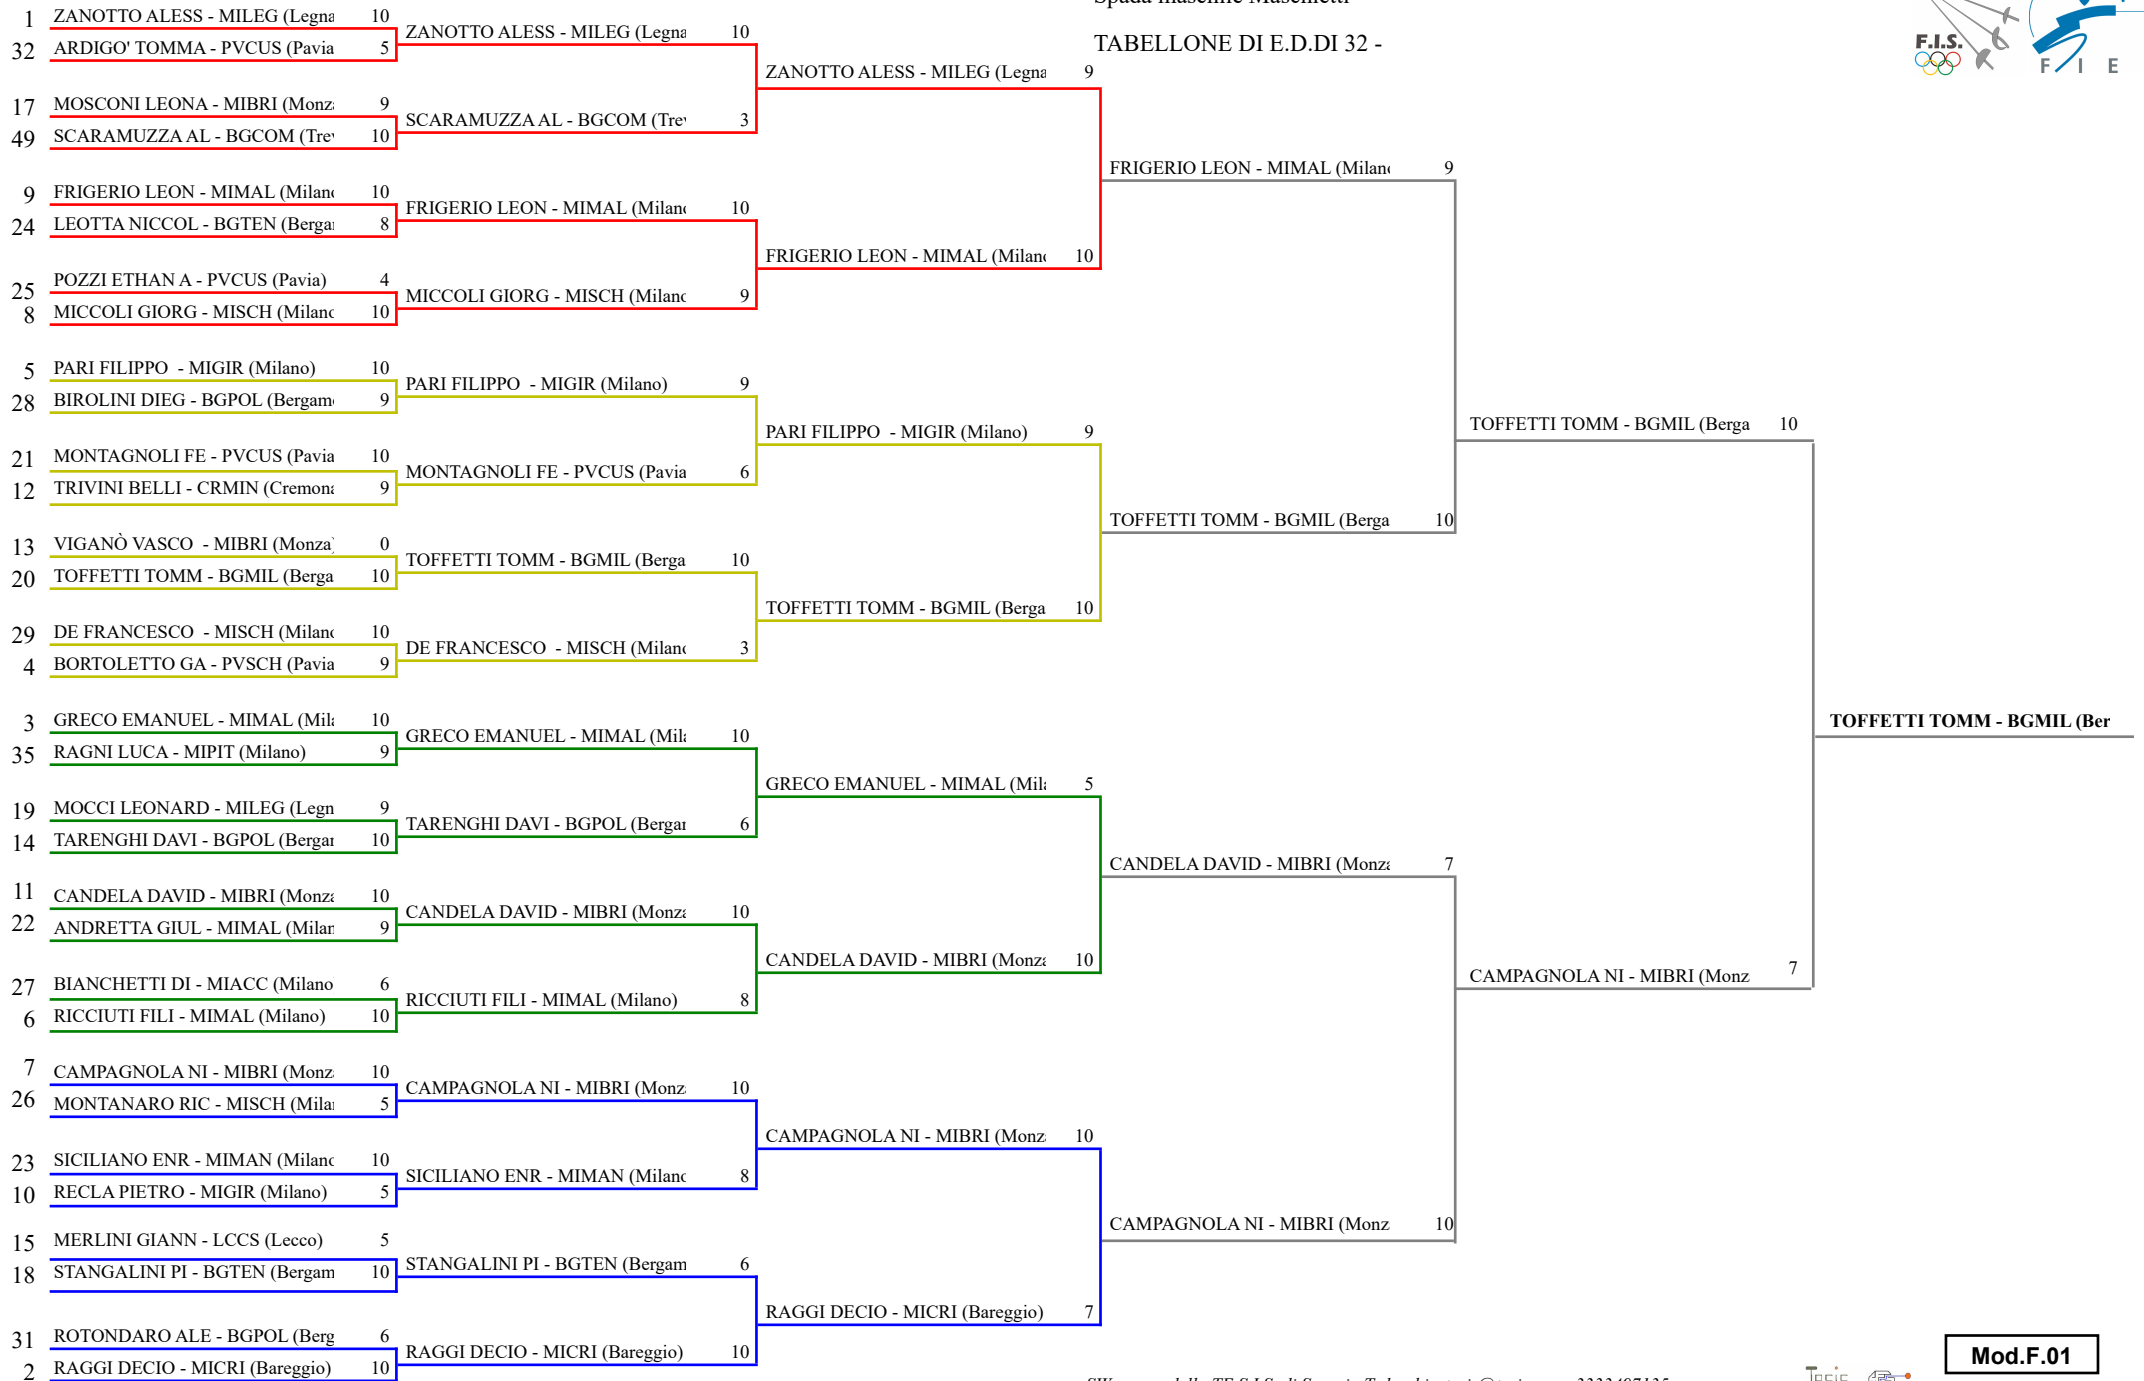 TABELLONE DI E.D.DI 32 -
F.I.S.
F I E
1 ZANOTTO ALESS - MILEG (Legna 10
32 ARDIGO' TOMMA - PVCUS (Pavia 5
17 MOSCONI LEONA - MIBRI (Monz 9
49 SCARAMUZZA AL - BGCOM (Tre 10
9 FRIGERIO LEON - MIMAL (Milan 10
24 LEOTTA NICCOL - BGTEN (Berga 8
25 POZZI ETHAN A - PVCUS (Pavia) 4
8 MICCOLI GIORG - MISCH (Milano 10
5 PARI FILIPPO - MIGIR (Milano) 10
28 BIROLINI DIEG - BGPOL (Bergam 9
21 MONTAGNOLI FE - PVCUS (Pavia 10
12 TRIVINI BELLI - CRMIN (Cremon 9
13 VIGANÒ VASCO - MIBRI (Monza) 0
20 TOFFETTI TOMM - BGMIL (Berga 10
29 DE FRANCESCO - MISCH (Milano 10
4 BORTOLETTO GA - PVSCH (Pavia 9
3 GRECO EMANUEL - MIMAL (Mil 10
35 RAGNI LUCA - MIPIT (Milano) 9
19 MOCCI LEONARD - MILEG (Legn 9
14 TARENGHI DAVI - BGPOL (Berga 10
11 CANDELA DAVID - MIBRI (Monz 10
22 ANDRETTA GIUL - MIMAL (Milan 9
27 BIANCHETTI DI - MIACC (Milano 6
6 RICCIUTI FILI - MIMAL (Milano) 10
7 CAMPAGNOLA NI - MIBRI (Monz 10
26 MONTANARO RIC - MISCH (Mila 5
23 SICILIANO ENR - MIMAN (Milano 10
10 RECLA PIETRO - MIGIR (Milano) 5
15 MERLINI GIANN - LCCS (Lecco) 5
18 STANGALINI PI - BGTEN (Bergam 10
31 ROTONDARO ALE - BGPOL (Berg 6
2 RAGGI DECIO - MICRI (Bareggio) 10
ZANOTTO ALESS - MILEG (Legna 10
SCARAMUZZA AL - BGCOM (Tre 3
FRIGERIO LEON - MIMAL (Milan 10
MICCOLI GIORG - MISCH (Milano 9
PARI FILIPPO - MIGIR (Milano) 9
MONTAGNOLI FE - PVCUS (Pavia 6
TOFFETTI TOMM - BGMIL (Berga 10
DE FRANCESCO - MISCH (Milano 3
GRECO EMANUEL - MIMAL (Mil 10
TARENGHI DAVI - BGPOL (Berga 6
CANDELA DAVID - MIBRI (Monz 10
RICCIUTI FILI - MIMAL (Milano) 8
CAMPAGNOLA NI - MIBRI (Monz 10
SICILIANO ENR - MIMAN (Milano 8
STANGALINI PI - BGTEN (Bergam 6
RAGGI DECIO - MICRI (Bareggio) 10
ZANOTTO ALESS - MILEG (Legna 9
FRIGERIO LEON - MIMAL (Milan 10
PARI FILIPPO - MIGIR (Milano) 9
TOFFETTI TOMM - BGMIL (Berga 10
GRECO EMANUEL - MIMAL (Mil 5
CANDELA DAVID - MIBRI (Monz 10
CAMPAGNOLA NI - MIBRI (Monz 10
RAGGI DECIO - MICRI (Bareggio) 7
FRIGERIO LEON - MIMAL (Milan 9
TOFFETTI TOMM - BGMIL (Berga 10
CANDELA DAVID - MIBRI (Monz 7
CAMPAGNOLA NI - MIBRI (Monz 10
TOFFETTI TOMM - BGMIL (Berga 10
CAMPAGNOLA NI - MIBRI (Monz 7
TOFFETTI TOMM - BGMIL (Ber
Mod.F.01